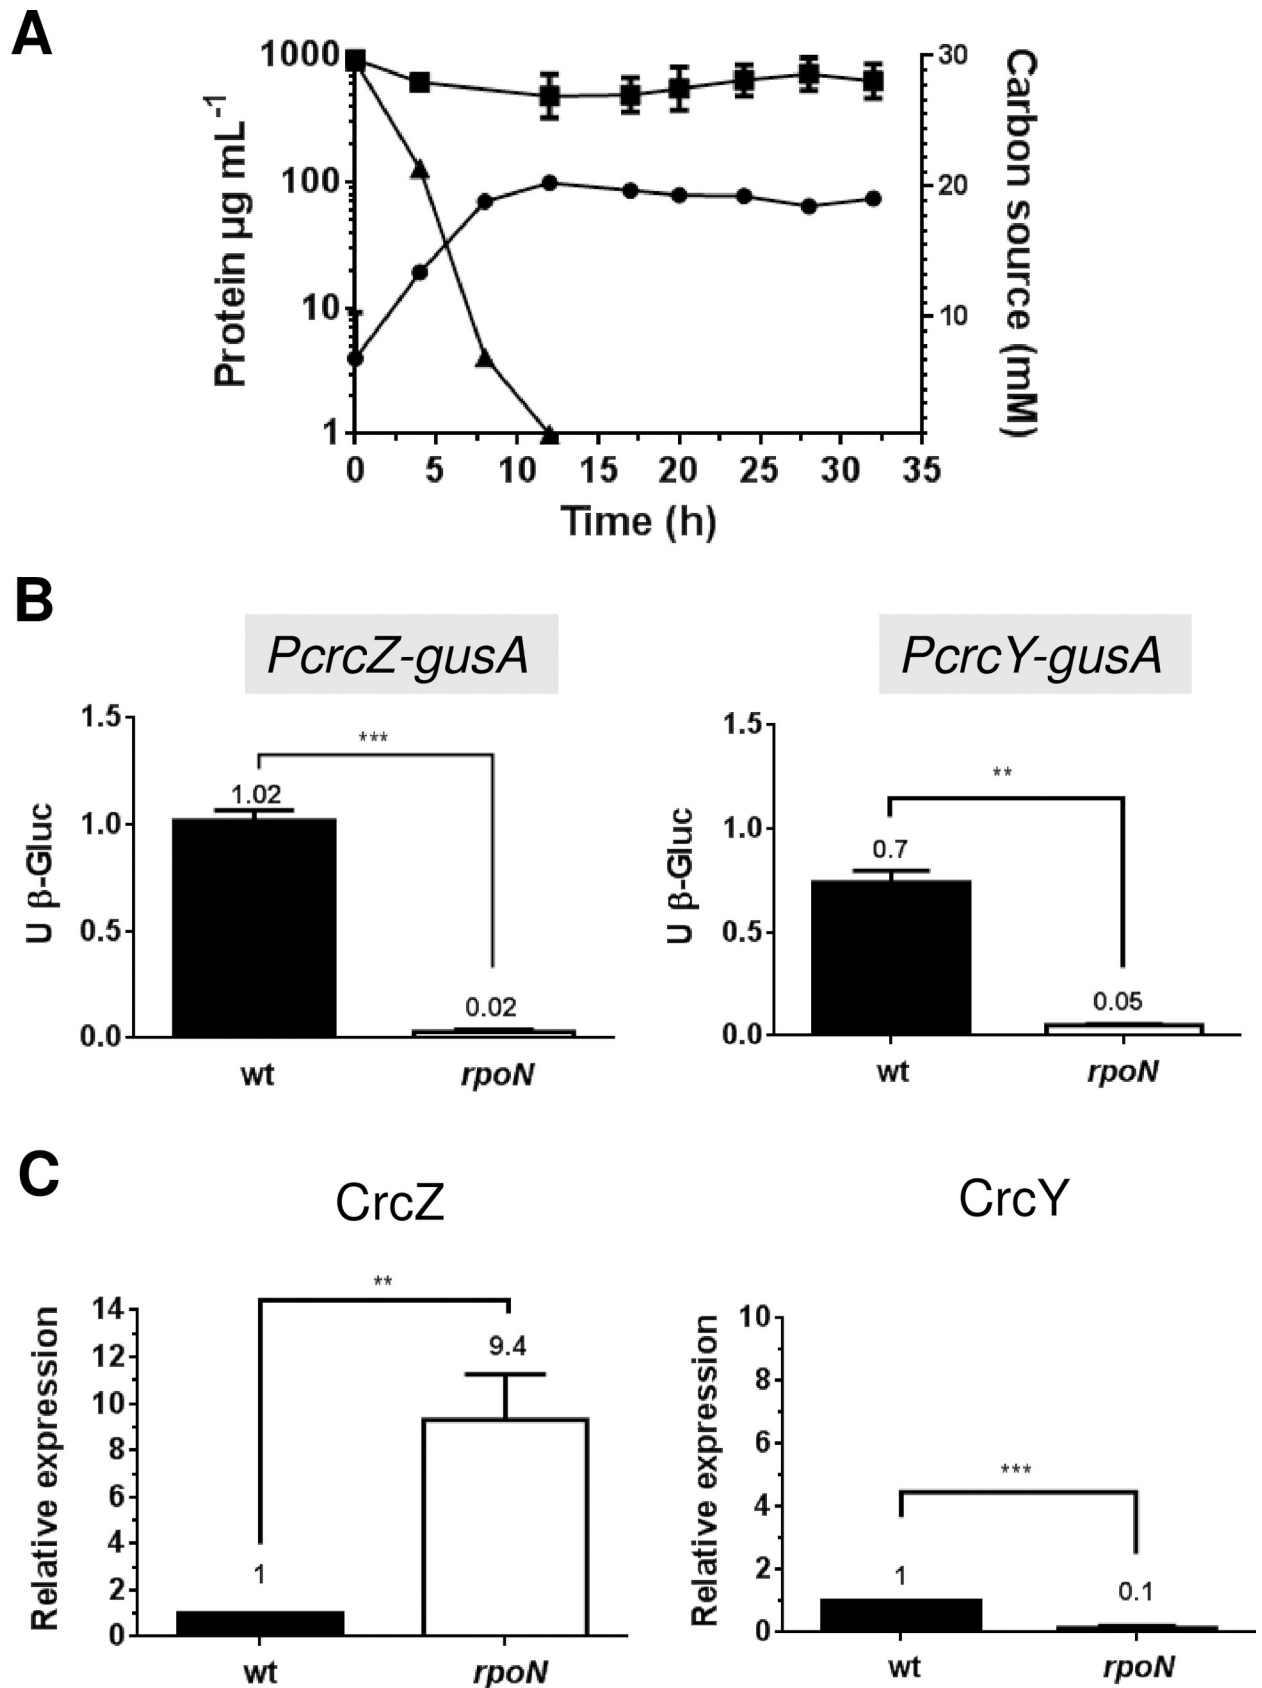 A
Protein µg mL-1
1000
100
10
1
30
20
10
Carbon source (mM)
0 5 10 15 20 25 30 35
Time (h)
B
PcrcZ-gusA
U β-Gluc
1.5
1.0
0.5
0.0
***
1.02
0.02
wt rpoN
PcrcY-gusA
U β-Gluc
1.5
1.0
0.5
0.0
**
0.7
0.05
wt rpoN
C
CrcZ
Relative expression
14
12
10
8
6
4
2
0
**
9.4
1
wt rpoN
CrcY
Relative expression
10
8
6
4
2
0
***
1
0.1
wt rpoN